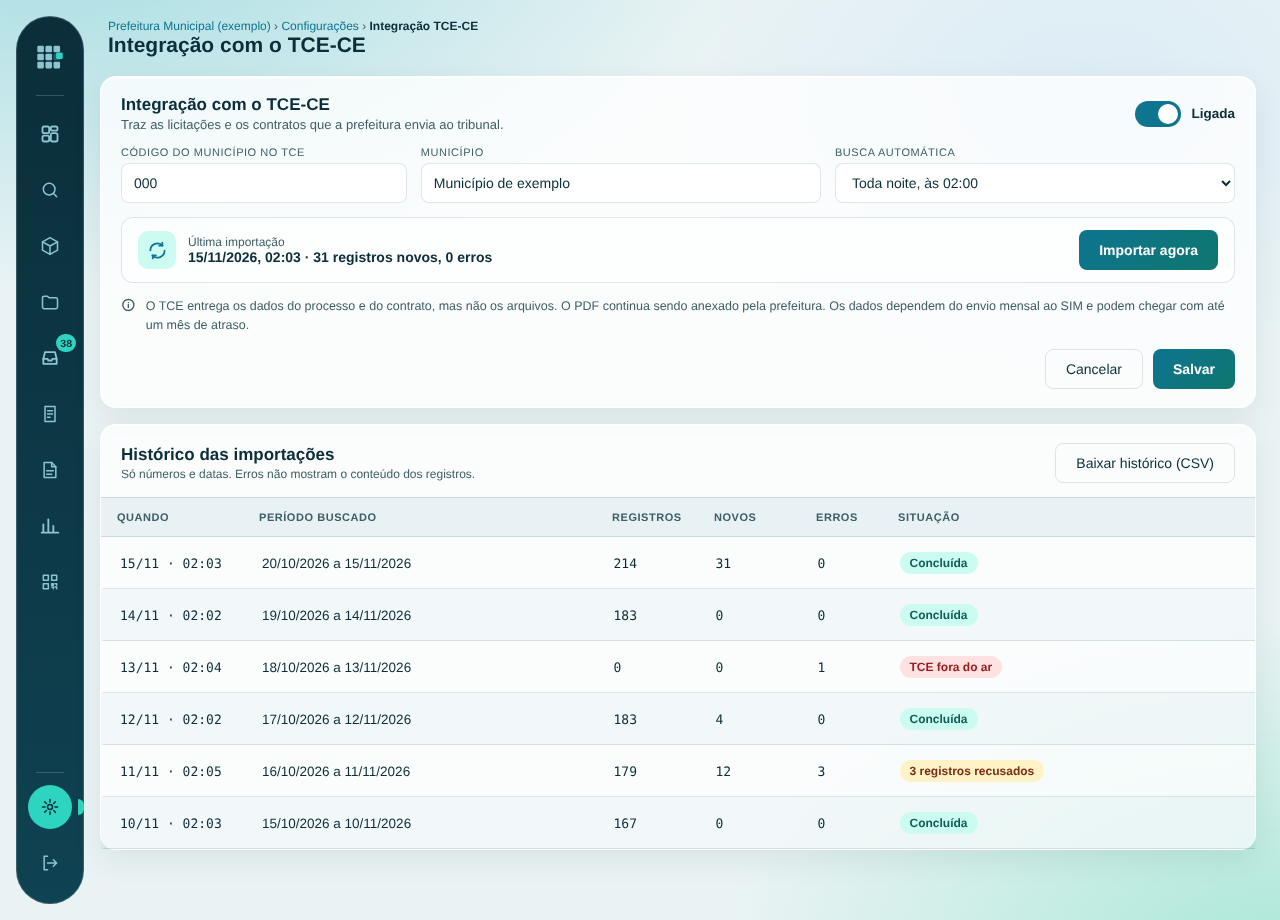 Prefeitura Municipal (exemplo) › Configurações › Integração TCE-CE
Integração com o TCE-CE
Integração com o TCE-CE
Traz as licitações e os contratos que a prefeitura envia ao tribunal.
Ligada
CÓDIGO DO MUNICÍPIO NO TCE
MUNICÍPIO
BUSCA AUTOMÁTICA
000
Município de exemplo
Toda noite, às 02:00
Última importação
15/11/2026, 02:03 · 31 registros novos, 0 erros
Importar agora
O TCE entrega os dados do processo e do contrato, mas não os arquivos. O PDF continua sendo anexado pela prefeitura. Os dados dependem do envio mensal ao SIM e podem chegar com até
um mês de atraso.
38
Cancelar
Salvar
Histórico das importações
Só números e datas. Erros não mostram o conteúdo dos registros.
Baixar histórico (CSV)
QUANDO PERÍODO BUSCADO REGISTROS NOVOS ERROS SITUAÇÃO
15/11 · 02:03 20/10/2026 a 15/11/2026 214 31 0 Concluída
14/11 · 02:02 19/10/2026 a 14/11/2026 183 0 0 Concluída
13/11 · 02:04 18/10/2026 a 13/11/2026 0 0 1 TCE fora do ar
12/11 · 02:02 17/10/2026 a 12/11/2026 183 4 0 Concluída
11/11 · 02:05 16/10/2026 a 11/11/2026 179 12 3 3 registros recusados
10/11 · 02:03 15/10/2026 a 10/11/2026 167 0 0 Concluída